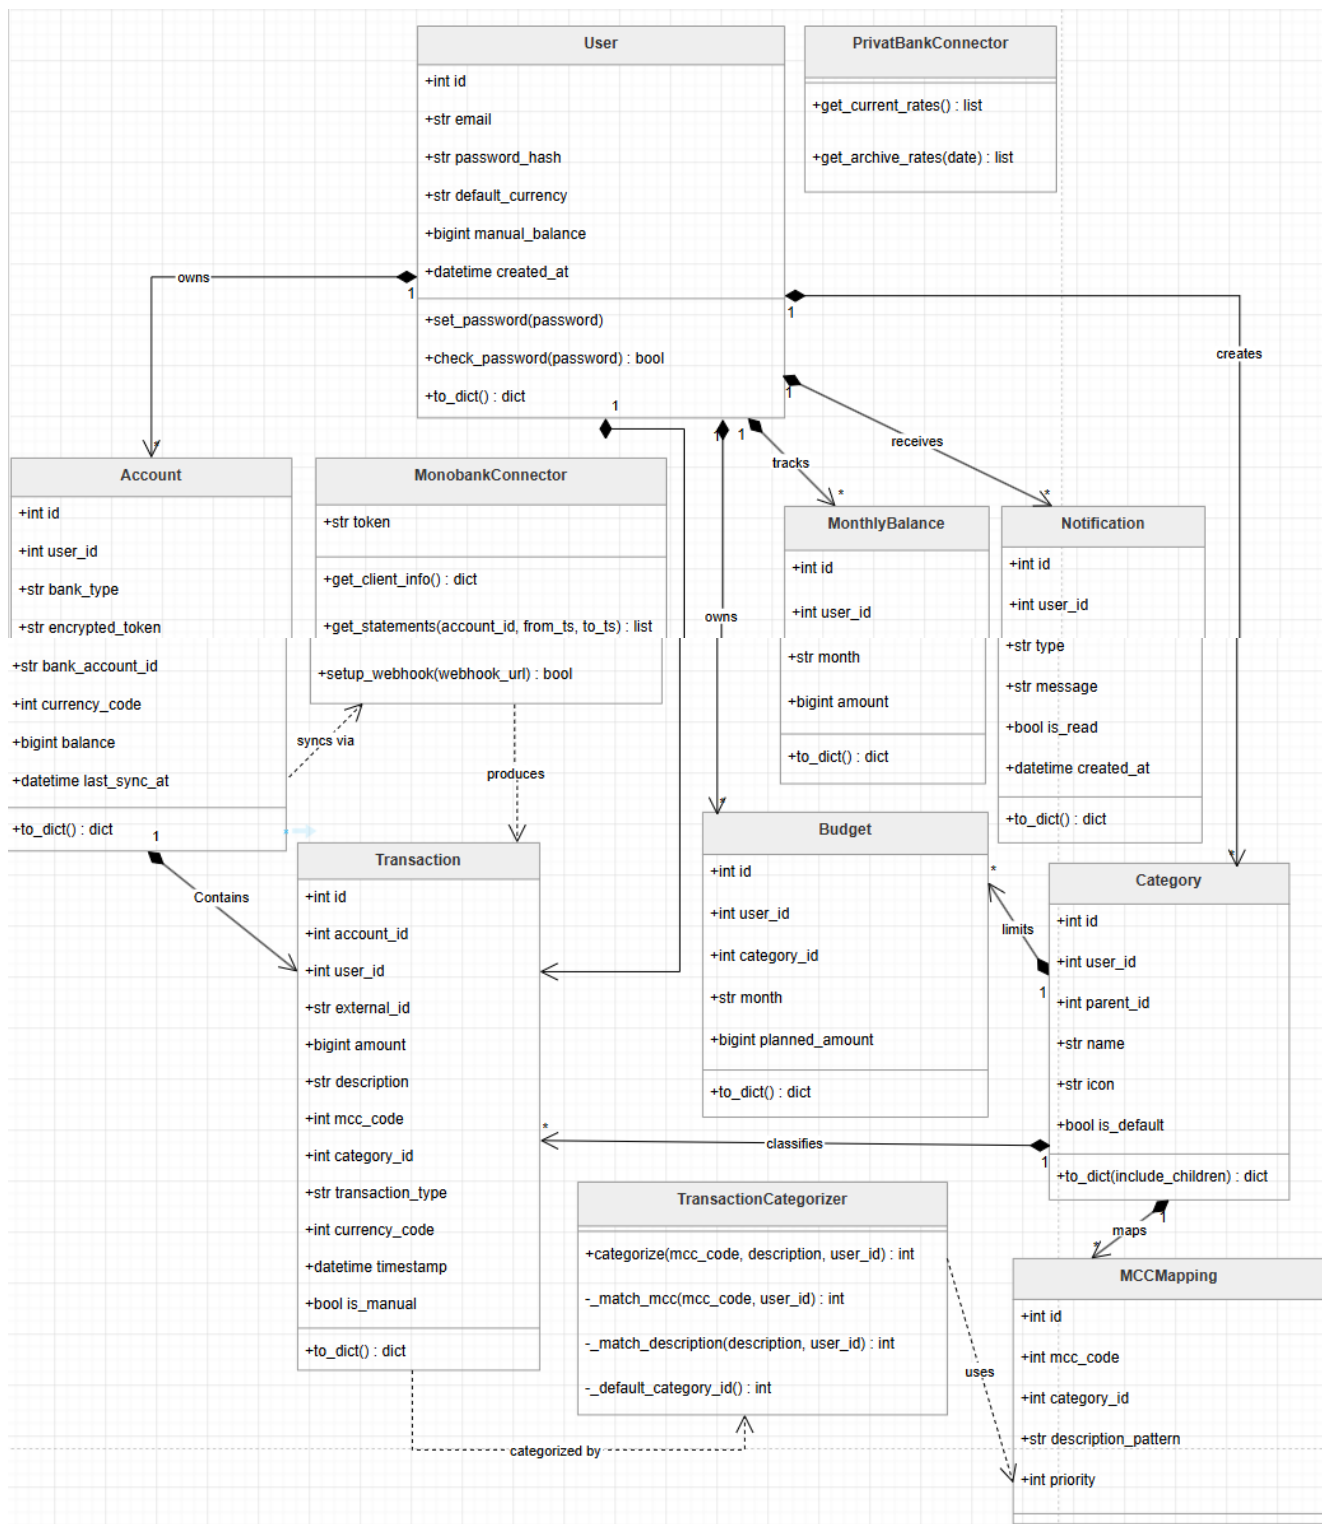 User
+int id
+str email
+str password_hash
+str default_currency
+bigint manual_balance
+datetime created_at
+set_password(password)
+check_password(password) : bool
+to_dict() : dict
PrivatBankConnector
+get_current_rates() : list
+get_archive_rates(date) : list
owns
1
*
1
creates
*
1
receives
*
1
tracks
*
1
owns
*
1
Account
+int id
+int user_id
+str bank_type
+str encrypted_token
+str bank_account_id
+int currency_code
+bigint balance
+datetime last_sync_at
+to_dict() : dict
1
Contains
MonobankConnector
+str token
+get_client_info() : dict
+get_statements(account_id, from_ts, to_ts) : list
+setup_webhook(webhook_url) : bool
syncs via
produces
MonthlyBalance
+int id
+int user_id
+str month
+bigint amount
+to_dict() : dict
Notification
+int id
+int user_id
+str type
+str message
+bool is_read
+datetime created_at
+to_dict() : dict
Transaction
+int id
+int account_id
+int user_id
+str external_id
+bigint amount
+str description
+int mcc_code
+int category_id
+str transaction_type
+int currency_code
+datetime timestamp
+bool is_manual
+to_dict() : dict
Budget
+int id
+int user_id
+int category_id
+str month
+bigint planned_amount
+to_dict() : dict
*
limits
1
Category
+int id
+int user_id
+int parent_id
+str name
+str icon
+bool is_default
+to_dict(include_children) : dict
*
classifies
1
1
maps
*
TransactionCategorizer
+categorize(mcc_code, description, user_id) : int
-_match_mcc(mcc_code, user_id) : int
-_match_description(description, user_id) : int
-_default_category_id() : int
categorized by
uses
MCCMapping
+int id
+int mcc_code
+int category_id
+str description_pattern
+int priority